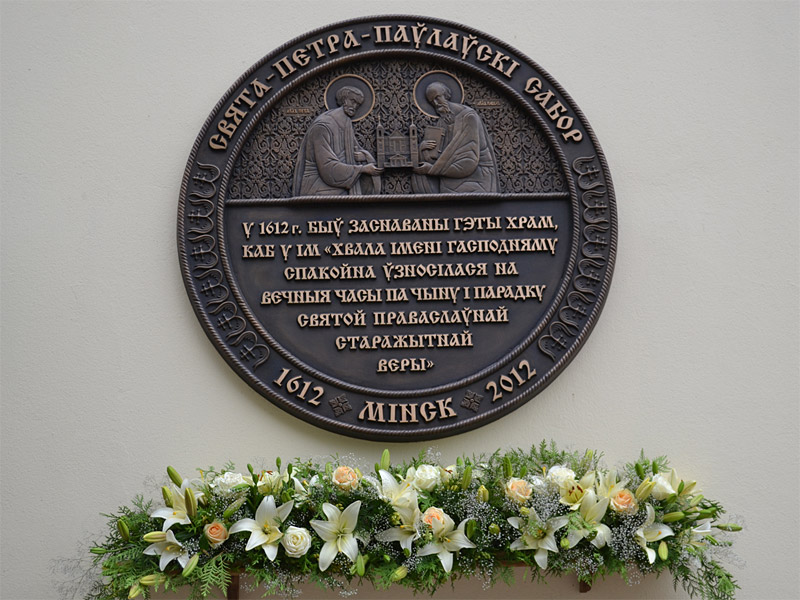 СВЯТА-ПЕТРА-ПАЎЛАЎСКІ САБОР
Ў 1612 г. БЫЎ ЗАСНАВАНЫ ГЭТЫ ХРАМ,
КАБ У ІМ «ХВАЛА ІМЕНІ ГАСПОДНЯМУ
СПАКОЙНА ЎЗНОСІЛАСЯ НА
ВЕЧНЫЯ ЧАСЫ ПА ЧЫНУ І ПАРАДКУ
СВЯТОЙ ПРАВАСЛАЎНАЙ
СТАРАЖЫТНАЙ
ВЕРЫ»
1612 МІНСК 2012